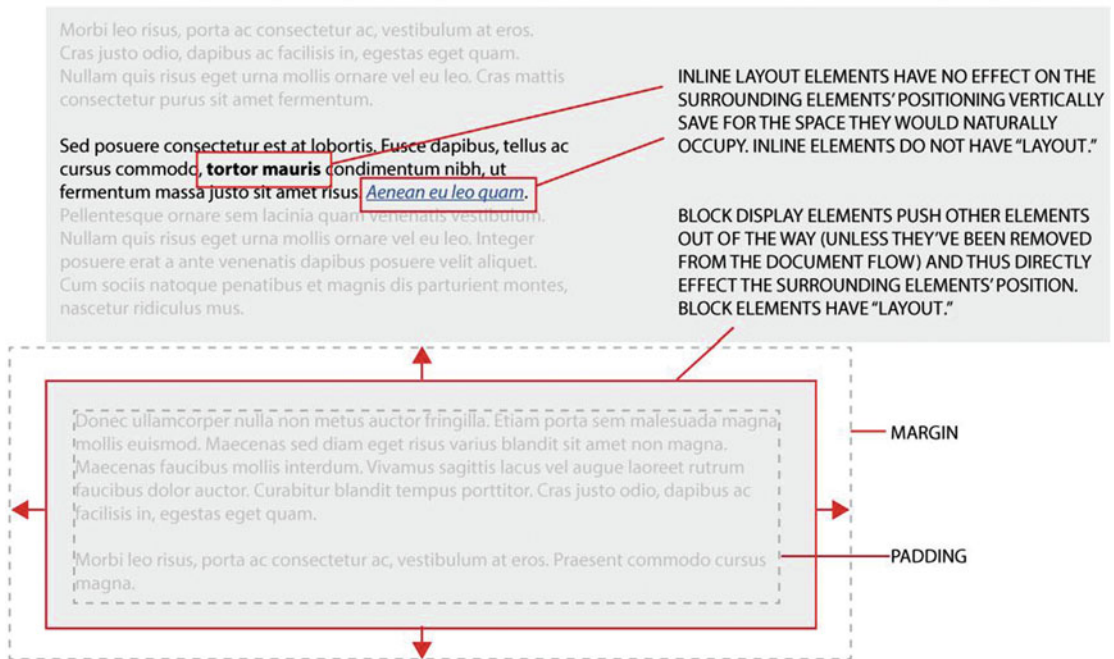 Morbi leo risus, porta ac consectetur ac, vestibulum at eros.
Cras justo odio, dapibus ac facilisis in, egestas eget quam.
Nullam quis risus eget urna mollis ornare vel eu leo. Cras mattis
consectetur purus sit amet fermentum.
Sed posuere consectetur est at lobortis. Fusce dapibus, tellus ac
cursus commodo, tortor mauris condimentum nibh, ut
fermentum massa justo sit amet risus. Aenean eu leo quam.
Pellentesque ornare sem lacinia quam venenatis vestibulum.
Nullam quis risus eget urna mollis ornare vel eu leo. Integer
posuere erat a ante venenatis dapibus posuere velit aliquet.
Cum sociis natoque penatibus et magnis dis parturient montes,
nascetur ridiculus mus.
INLINE LAYOUT ELEMENTS HAVE NO EFFECT ON THE
SURROUNDING ELEMENTS' POSITIONING VERTICALLY
SAVE FOR THE SPACE THEY WOULD NATURALLY
OCCUPY. INLINE ELEMENTS DO NOT HAVE “LAYOUT.”
BLOCK DISPLAY ELEMENTS PUSH OTHER ELEMENTS
OUT OF THE WAY (UNLESS THEY'VE BEEN REMOVED
FROM THE DOCUMENT FLOW) AND THUS DIRECTLY
EFFECT THE SURROUNDING ELEMENTS' POSITION.
BLOCK ELEMENTS HAVE “LAYOUT.”
Donec ullamcorper nulla non metus auctor fringilla. Etiam porta sem malesuada magna
mollis euismod. Maecenas sed diam eget risus varius blandit sit amet non magna.
Maecenas faucibus mollis interdum. Vivamus sagittis lacus vel augue laoreet rutrum
faucibus dolor auctor. Curabitur blandit tempus porttitor. Cras justo odio, dapibus ac
facilisis in, egestas eget quam.
Morbi leo risus, porta ac consectetur ac, vestibulum at eros. Praesent commodo cursus
magna.
MARGIN
PADDING